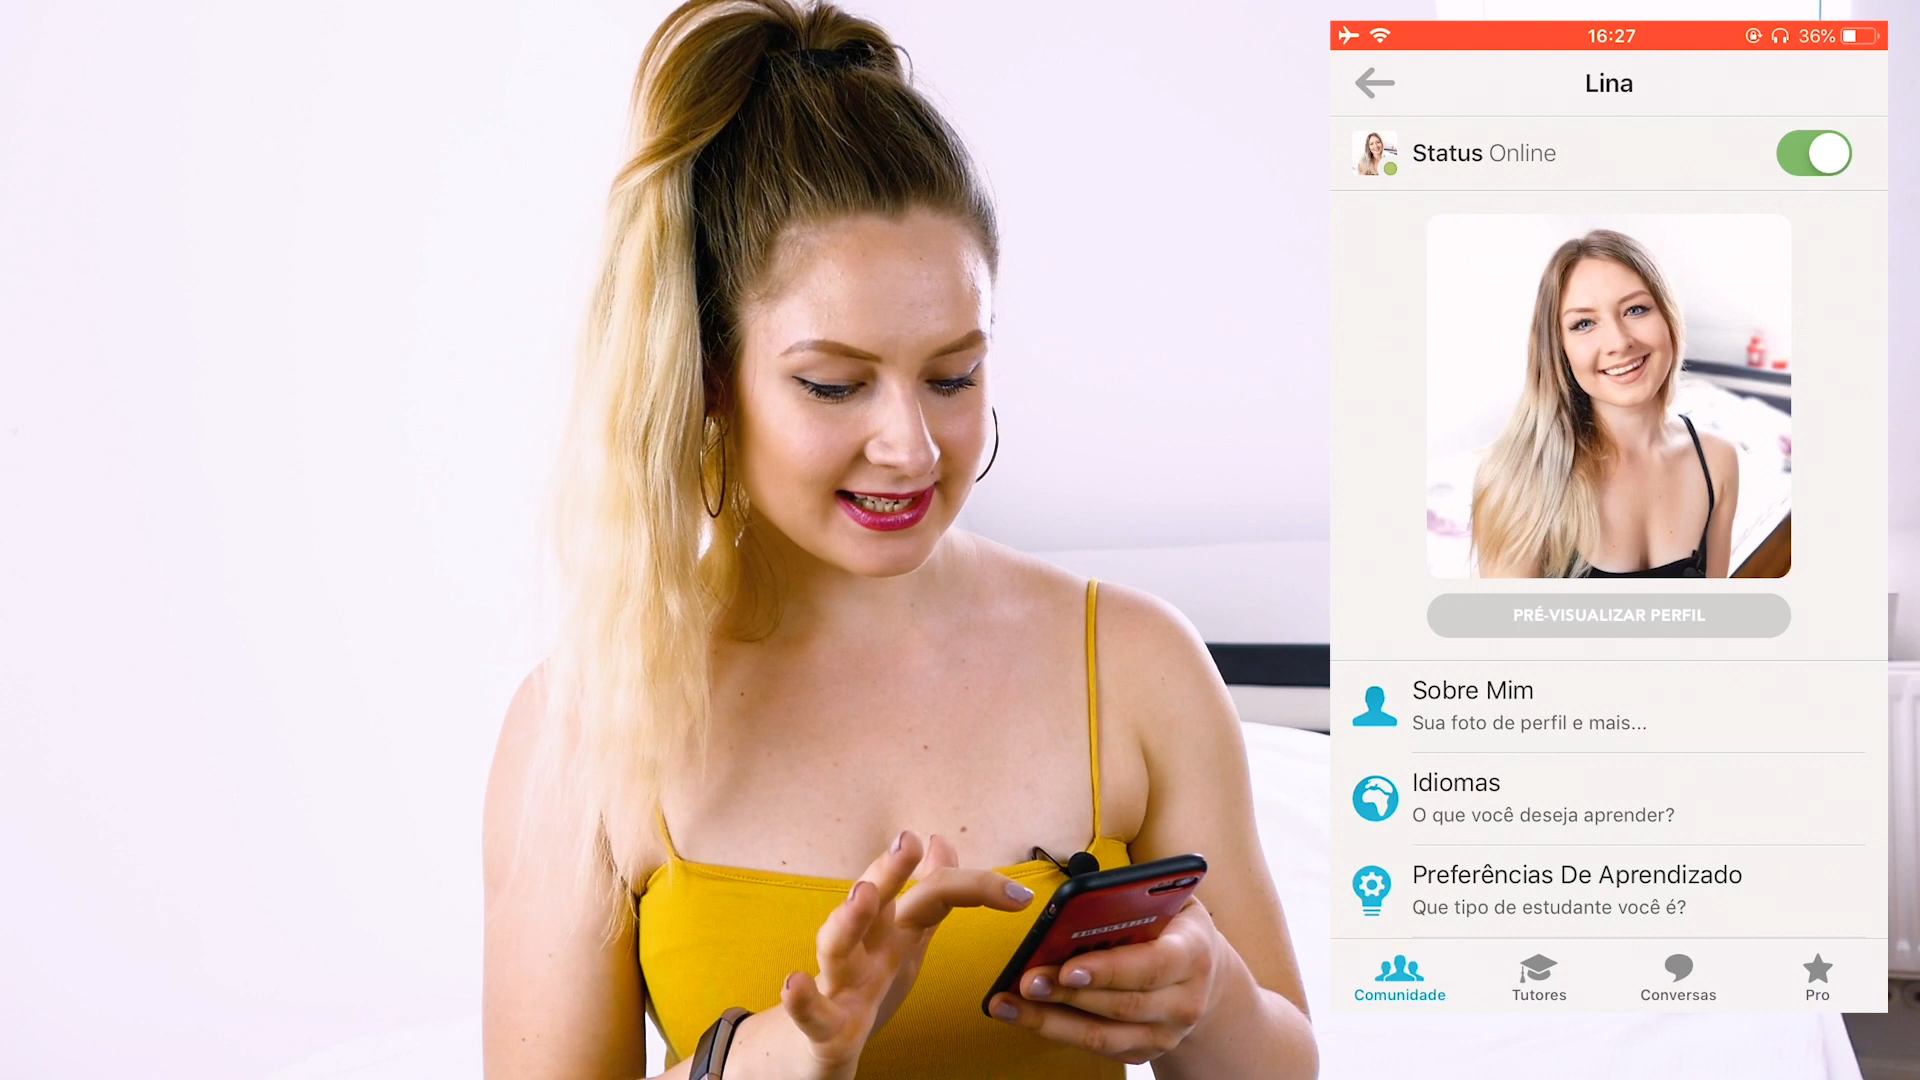 16:27
36%
Lina
Status Online
PRÉ-VISUALIZAR PERFIL
Sobre Mim
Sua foto de perfil e mais...
Idiomas
O que você deseja aprender?
Preferências De Aprendizado
Que tipo de estudante você é?
Comunidade
Tutores
Conversas
Pro